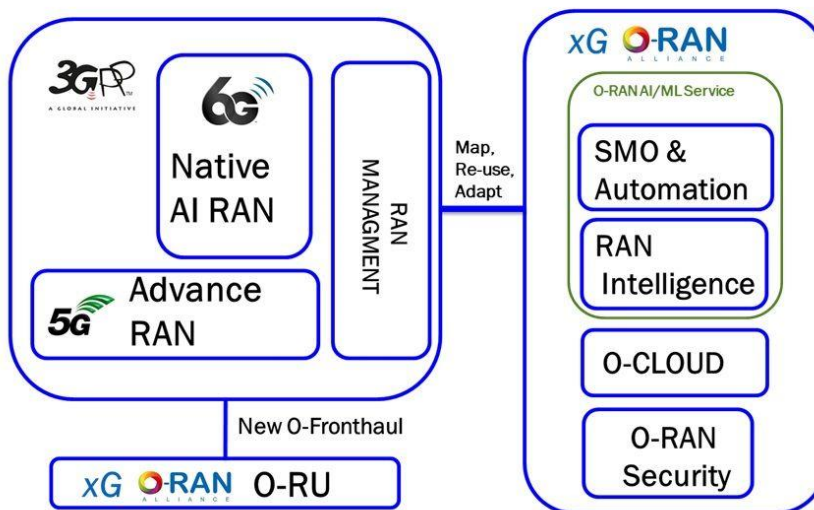 3GPP™
A GLOBAL INITIATIVE
6G
Native
AI RAN
RAN
MANAGMENT
5G
Advance
RAN
Map,
Re-use,
Adapt
xG O-RAN
ALLIANCE
O-RAN AI/ML Service
SMO &
Automation
RAN
Intelligence
O-CLOUD
O-RAN
Security
New O-Fronthaul
xG O-RAN O-RU
ALLIANCE